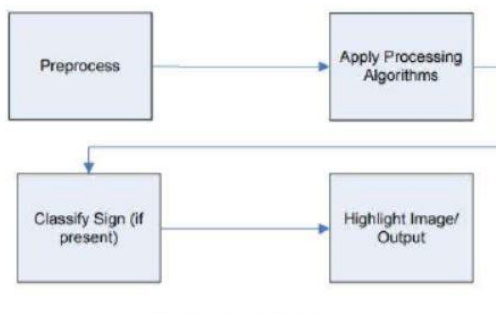 Preprocess
Apply Processing
Algorithms
Classify Sign (if
present)
Highlight Image/
Output